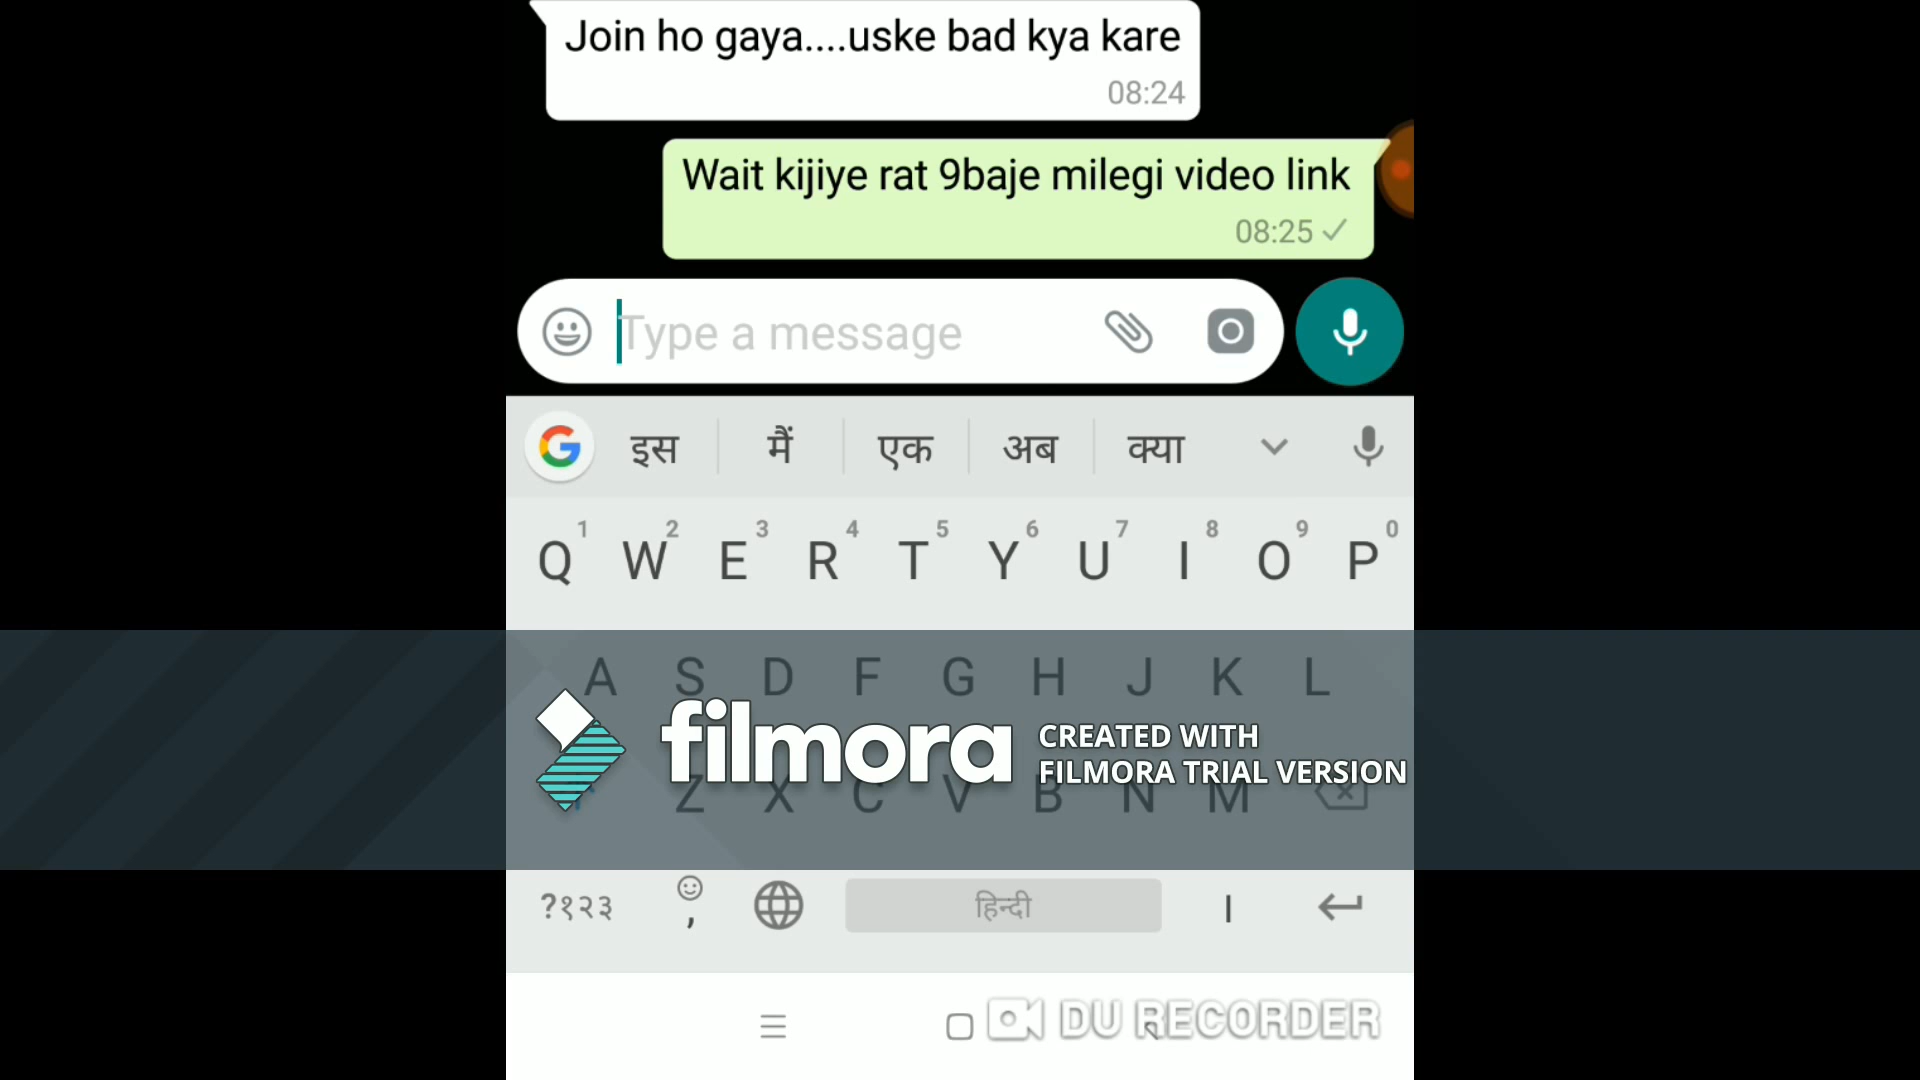 Join ho gaya....uske bad kya kare
08:24
Wait kijiye rat 9baje milegi video link
08:25
Type a message
इस मैं एक अब क्या
1 2 3 4 5 6 7 8 9 0
Q W E R T Y U I O P
A S D F G H J K L
filmora CREATED WITH
FILMORA TRIAL VERSION
Z X C V B N M
?१२३ , हिन्दी ।
DU RECORDER